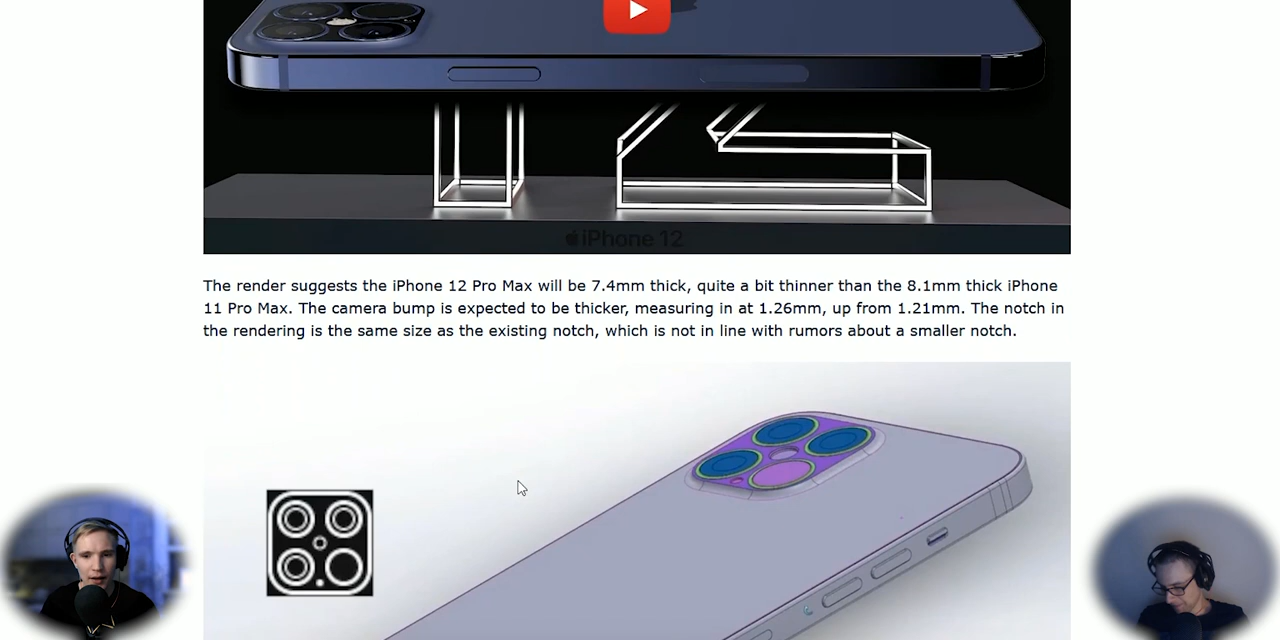 12
iPhone 12
The render suggests the iPhone 12 Pro Max will be 7.4mm thick, quite a bit thinner than the 8.1mm thick iPhone
11 Pro Max. The camera bump is expected to be thicker, measuring in at 1.26mm, up from 1.21mm. The notch in
the rendering is the same size as the existing notch, which is not in line with rumors about a smaller notch.